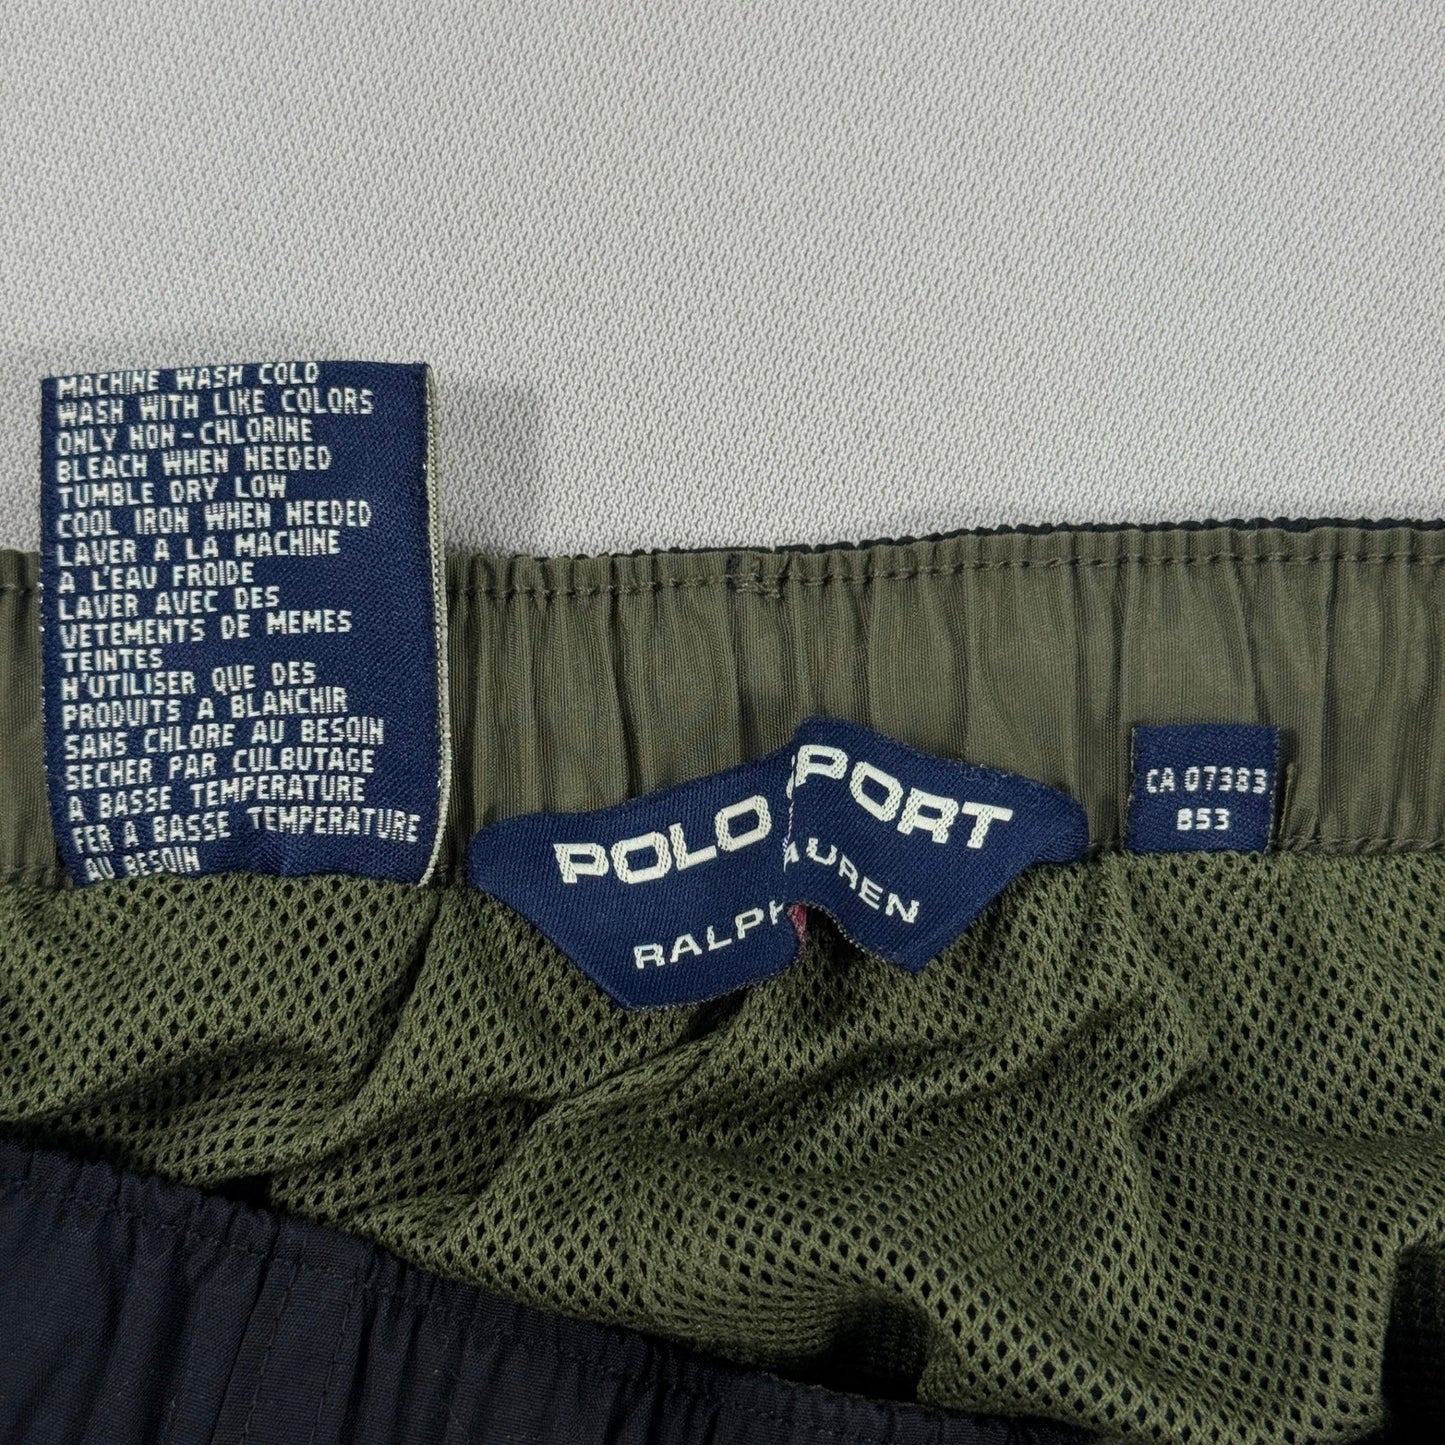 MACHINE WASH COLD
WASH WITH LIKE COLORS
ONLY NON-CHLORINE
BLEACH WHEN NEEDED
TUMBLE DRY LOW
COOL IRON WHEN NEEDED
LAVER A LA MACHINE
A L'EAU FROIDE
LAVER AVEC DES
VETEMENTS DE MEMES
TEINTES
N'UTILISER QUE DES
PRODUITS A BLANCHIR
SANS CHLORE AU BESOIN
SECHER PAR CULBUTAGE
A BASSE TEMPERATURE
FER A BASSE TEMPERATURE
AU BESOIN
POLO SPORT
RALPH LAUREN
CA 07383
853